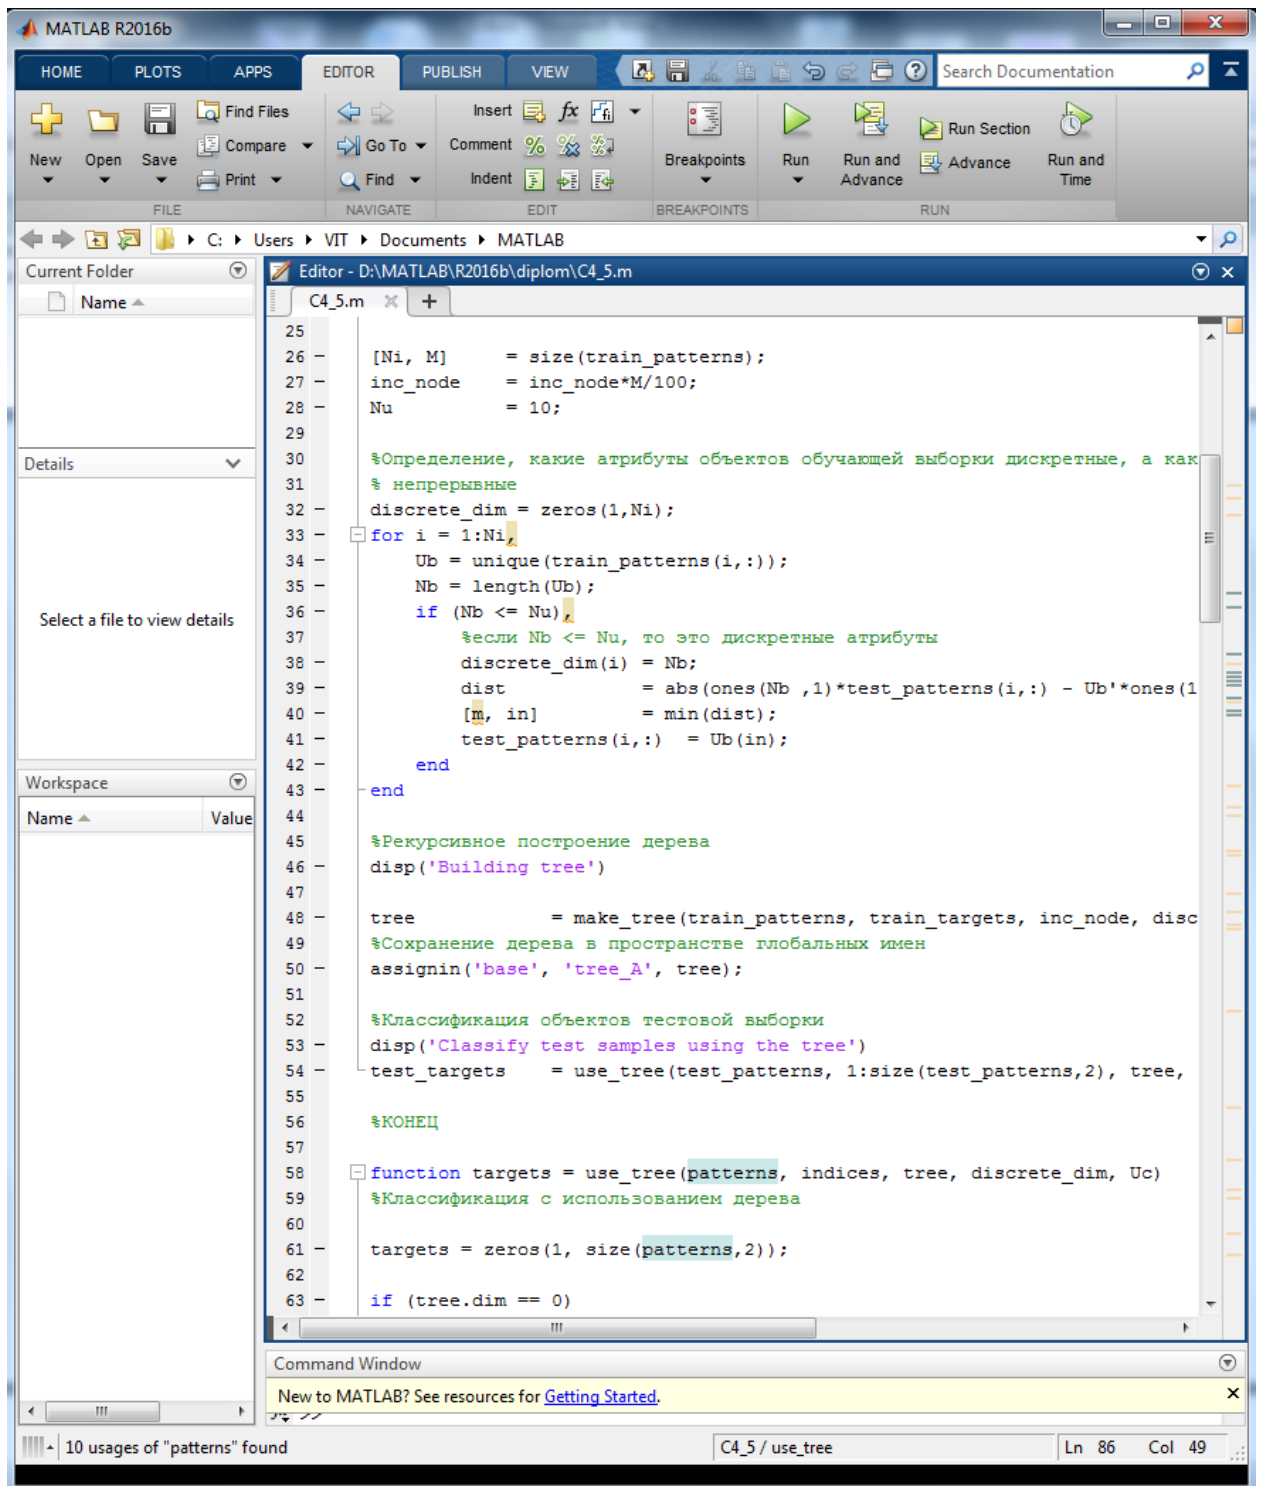 MATLAB R2016b
HOME PLOTS APPS EDITOR PUBLISH VIEW Search Documentation
New Open Save Find Files Compare Print
FILE
Go To Find
NAVIGATE
Insert fx
Comment
Indent
EDIT
Breakpoints
BREAKPOINTS
Run Run and Advance Run Section Advance Run and Time
RUN
C: Users VIT Documents MATLAB
Current Folder
Name
Details
Select a file to view details
Workspace
Name Value
Editor - D:\MATLAB\R2016b\diplom\C4_5.m
C4_5.m
25
26 [Ni, M] = size(train_patterns);
27 inc_node = inc_node*M/100;
28 Nu = 10;
29
30 %Определение, какие атрибуты объектов обучающей выборки дискретные, а как
31 % непрерывные
32 discrete_dim = zeros(1,Ni);
33 for i = 1:Ni,
34 Ub = unique(train_patterns(i,:));
35 Nb = length(Ub);
36 if (Nb <= Nu),
37 %если Nb <= Nu, то это дискретные атрибуты
38 discrete_dim(i) = Nb;
39 dist = abs(ones(Nb ,1)*test_patterns(i,:) - Ub'*ones(1
40 [m, in] = min(dist);
41 test_patterns(i,:) = Ub(in);
42 end
43 end
44
45 %Рекурсивное построение дерева
46 disp('Building tree')
47
48 tree = make_tree(train_patterns, train_targets, inc_node, disc
49 %Сохранение дерева в пространстве глобальных имен
50 assignin('base', 'tree_A', tree);
51
52 %Классификация объектов тестовой выборки
53 disp('Classify test samples using the tree')
54 test_targets = use_tree(test_patterns, 1:size(test_patterns,2), tree,
55
56 %КОНЕЦ
57
58 function targets = use_tree(patterns, indices, tree, discrete_dim, Uc)
59 %Классификация с использованием дерева
60
61 targets = zeros(1, size(patterns,2));
62
63 if (tree.dim == 0)
Command Window
New to MATLAB? See resources for Getting Started.
10 usages of "patterns" found
C4_5 / use_tree
Ln 86 Col 49